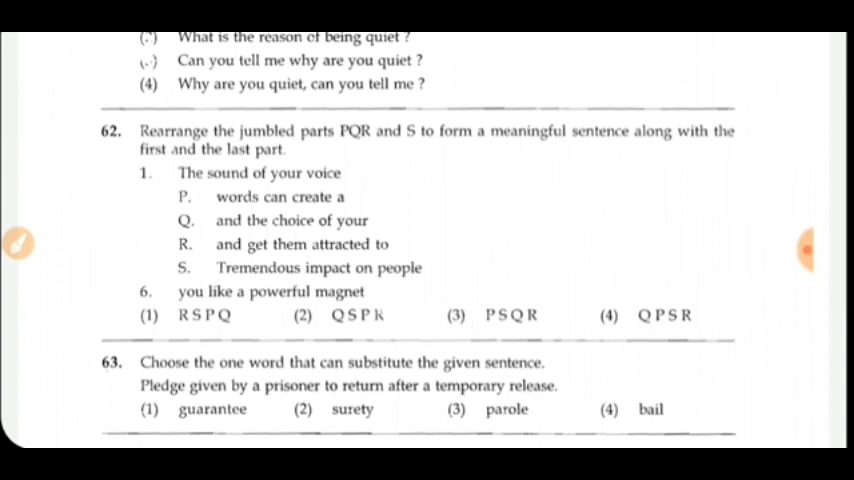 (.) What is the reason of being quiet ?
(..) Can you tell me why are you quiet ?
(4) Why are you quiet, can you tell me ?
62. Rearrange the jumbled parts PQR and S to form a meaningful sentence along with the
first and the last part.
1. The sound of your voice
P. words can create a
Q. and the choice of your
R. and get them attracted to
S. Tremendous impact on people
6. you like a powerful magnet
(1) R S P Q (2) Q S P R (3) P S Q R (4) Q P S R
63. Choose the one word that can substitute the given sentence.
Pledge given by a prisoner to return after a temporary release.
(1) guarantee (2) surety (3) parole (4) bail